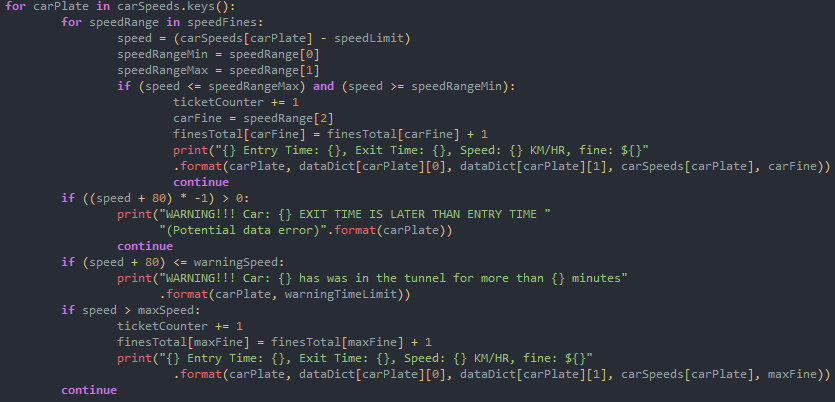 for carPlate in carSpeeds.keys():
        for speedRange in speedFines:
                speed = (carSpeeds[carPlate] - speedLimit)
                speedRangeMin = speedRange[0]
                speedRangeMax = speedRange[1]
                if (speed <= speedRangeMax) and (speed >= speedRangeMin):
                        ticketCounter += 1
                        carFine = speedRange[2]
                        finesTotal[carFine] = finesTotal[carFine] + 1
                        print("{} Entry Time: {}, Exit Time: {}, Speed: {} KM/HR, fine: ${}"
                        .format(carPlate, dataDict[carPlate][0], dataDict[carPlate][1], carSpeeds[carPlate], carFine))
                        continue
        if ((speed + 80) * -1) > 0:
                print("WARNING!!! Car: {} EXIT TIME IS LATER THAN ENTRY TIME "
                      "(Potential data error)".format(carPlate))
                continue
        if (speed + 80) <= warningSpeed:
                print("WARNING!!! Car: {} has was in the tunnel for more than {} minutes"
                      .format(carPlate, warningTimeLimit))
        if speed > maxSpeed:
                ticketCounter += 1
                finesTotal[maxFine] = finesTotal[maxFine] + 1
                print("{} Entry Time: {}, Exit Time: {}, Speed: {} KM/HR, fine: ${}"
                        .format(carPlate, dataDict[carPlate][0], dataDict[carPlate][1], carSpeeds[carPlate], maxFine))
        continue